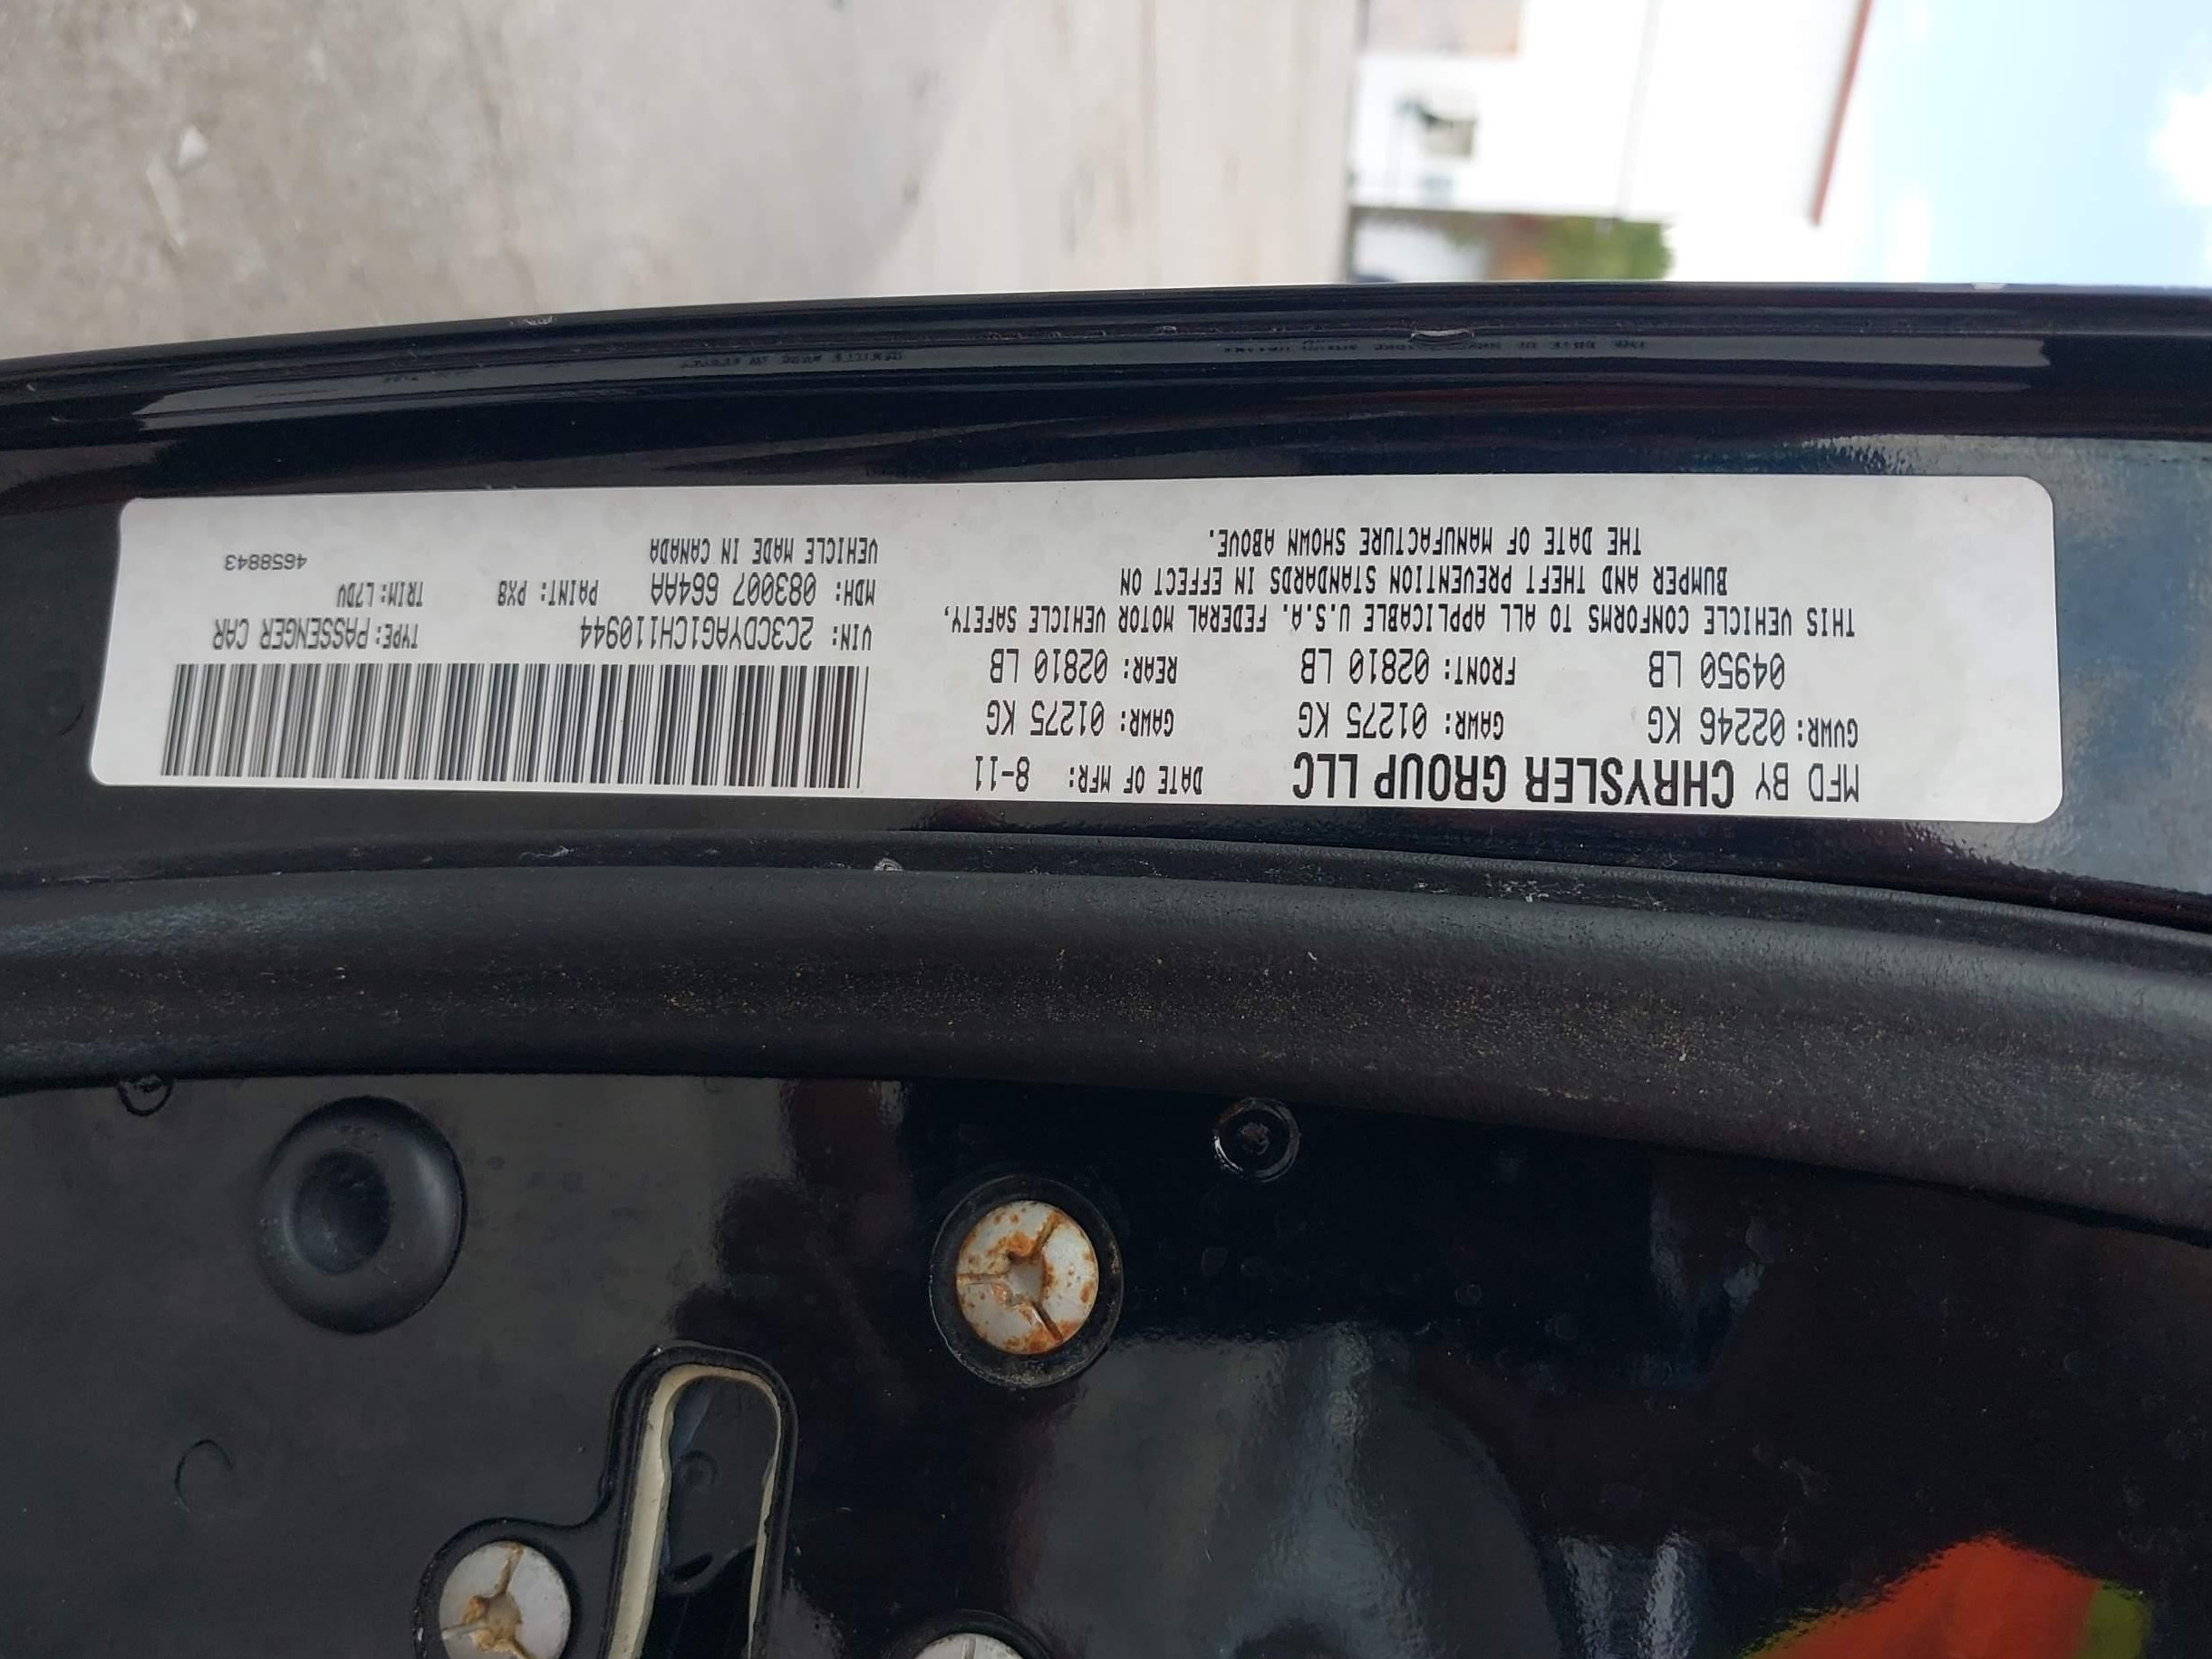 MFD BY CHRYSLER GROUP LLC DATE OF MFR: 8-11
GVWR: 02246 KG GAWR: 01275 KG GAWR: 01275 KG
04950 LB FRONT: 02810 LB REAR: 02810 LB
THIS VEHICLE CONFORMS TO ALL APPLICABLE U.S.A. FEDERAL MOTOR VEHICLE SAFETY,
BUMPER AND THEFT PREVENTION STANDARDS IN EFFECT ON
THE DATE OF MANUFACTURE SHOWN ABOVE.
VIN: 2C3CDYAG1CH110944 TYPE: PASSENGER CAR
MDH: 083007 664AA PAINT: PX8 TRIM: L7DV
VEHICLE MADE IN CANADA 4658843